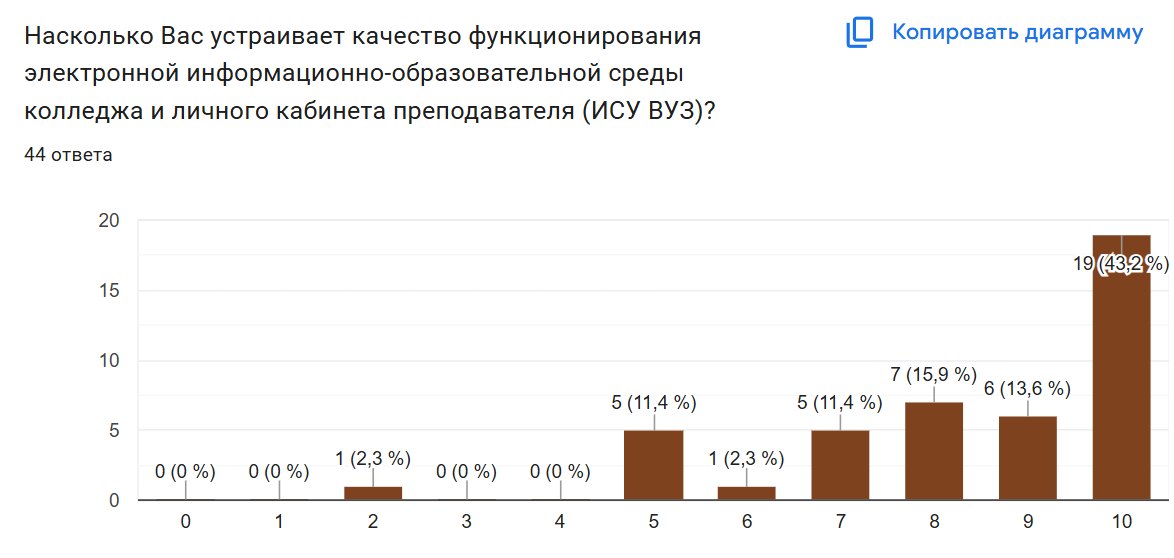 Насколько Вас устраивает качество функционирования
электронной информационно-образовательной среды
колледжа и личного кабинета преподавателя (ИСУ ВУЗ)?
Копировать диаграмму
44 ответа
20
15
10
5
0
0 (0 %)
0 (0 %)
1 (2,3 %)
0 (0 %)
0 (0 %)
5 (11,4 %)
1 (2,3 %)
5 (11,4 %)
7 (15,9 %)
6 (13,6 %)
19 (43,2 %)
0 1 2 3 4 5 6 7 8 9 10